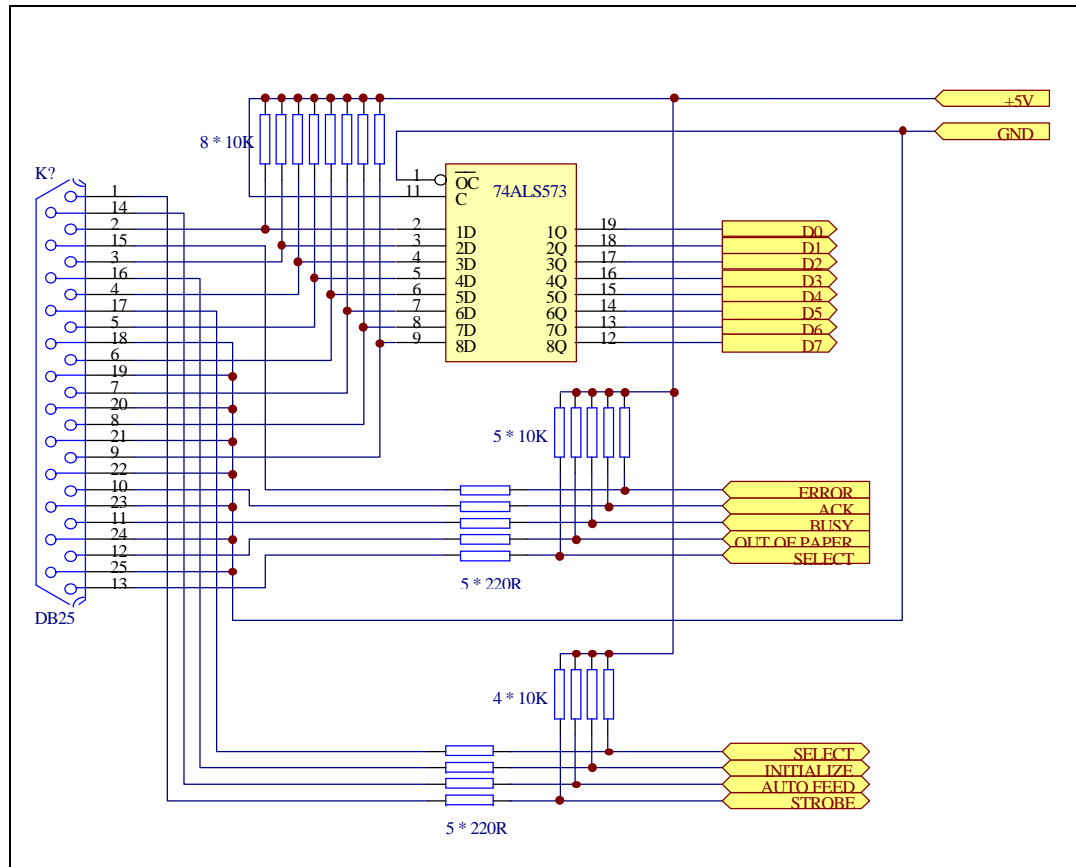 +5V
GND
8 * 10K
K?
DB25
1
14
2
15
3
16
4
17
5
18
6
19
7
20
8
21
9
22
10
23
11
24
12
25
13
74ALS573
1 OC
11 C
2 1D 1Q 19
3 2D 2Q 18
4 3D 3Q 17
5 4D 4Q 16
6 5D 5O 15
7 6D 6Q 14
8 7D 7O 13
9 8D 8Q 12
D0
D1
D2
D3
D4
D5
D6
D7
5 * 10K
ERROR
ACK
BUSY
OUT OF PAPER
SELECT
5 * 220R
4 * 10K
SELECT
INITIALIZE
AUTO FEED
STROBE
5 * 220R